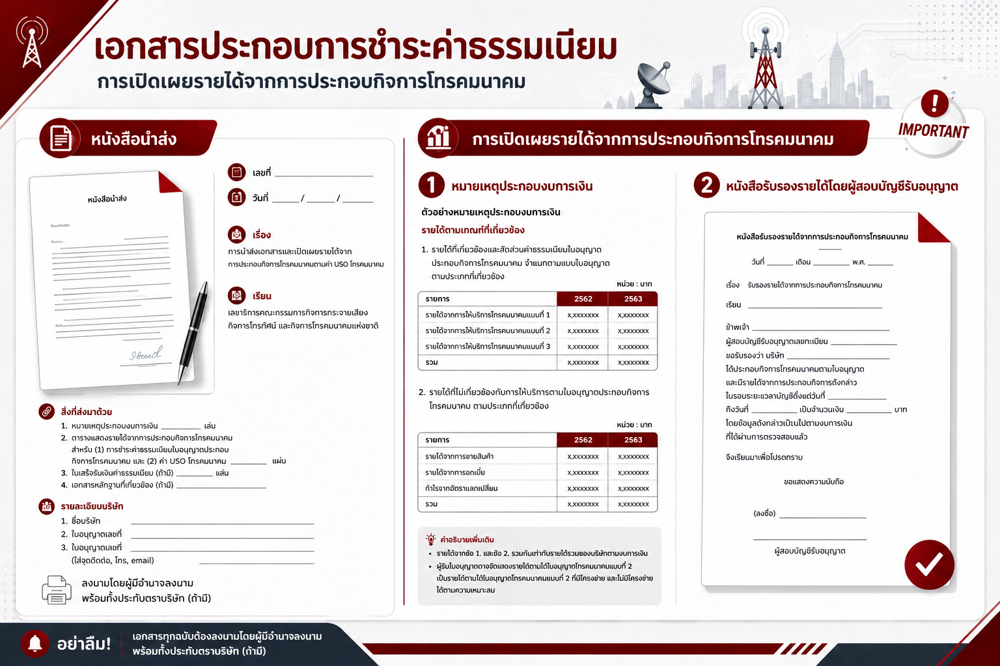 เอกสารประกอบการชำระค่าธรรมเนียม
การเปิดเผยรายได้จากการประกอบกิจการโทรคมนาคม
IMPORTANT
หนังสือนำส่ง
หนังสือนำส่ง
เลขที่
วันที่ / /
เรื่อง
การนำส่งเอกสารและเปิดเผยรายได้จาก
การประกอบกิจการโทรคมนาคมตามค่า USO โทรคมนาคม
เรียน
เลขาธิการคณะกรรมการกิจการกระจายเสียง
กิจการโทรทัศน์ และกิจการโทรคมนาคมแห่งชาติ
สิ่งที่ส่งมาด้วย
1. หมายเหตุประกอบงบการเงิน เล่ม
2. ตารางแสดงรายได้จากการประกอบกิจการโทรคมนาคม
สำหรับ (1) การชำระค่าธรรมเนียมใบอนุญาตประกอบ
กิจการโทรคมนาคม และ (2) ค่า USO โทรคมนาคม แผ่น
3. ใบเสร็จรับเงินค่าธรรมเนียม (ถ้ามี) แส่น
4. เอกสารหลักฐานที่เกี่ยวข้อง (ถ้ามี)
รายละเอียบบริษัท
1. ชื่อบริษัท
2. ใบอนุญาตเลขที่
3. ใบอนุญาตเลขที่
(ใส่จุดติดต่อ, โทร, email)
ลงนามโดยผู้มีอำนาจลงนาม
พร้อมทั้งประทับตราบริษัท (ถ้ามี)
การเปิดเผยรายได้จากการประกอบกิจการโทรคมนาคม
1 หมายเหตุประกอบงบการเงิน
ตัวอย่างหมายเหตุประกอบงบการเงิน
รายได้ตามเกณฑ์ที่เกี่ยวข้อง
1. รายได้ที่เกี่ยวข้องและสัดส่วนค่าธรรมเนียมใบอนุญาต
ประกอบกิจการโทรคมนาคม จำแนกตามแบบใบอนุญาต
ตามประเภทที่เกี่ยวข้อง
หน่วย : บาท
รายการ 2562 2563
รายได้จากการให้บริการโทรคมนาคมแบบที่ 1 x,xxxxxxx x,xxxxxxx
รายได้จากการให้บริการโทรคมนาคมแบบที่ 2 x,xxxxxxx x,xxxxxxx
รายได้จากการให้บริการโทรคมนาคมแบบที่ 3 x,xxxxxxx x,xxxxxxx
รวม x,xxxxxxx x,xxxxxxx
2. รายได้ที่ไม่เกี่ยวข้องกับการให้บริการตามใบอนุญาตประกอบกิจการ
โทรคมนาคม ตามประเภทที่เกี่ยวข้อง
หน่วย : บาท
รายการ 2562 2563
รายได้จากการขายสินค้า x,xxxxxxx x,xxxxxxx
รายได้จากการดอกเบี้ย x,xxxxxxx x,xxxxxxx
กำไรจากอัตราแลกเปลี่ยน x,xxxxxxx x,xxxxxxx
รวม x,xxxxxxx x,xxxxxxx
คำอธิบายเพิ่มเติม
• รายได้จากข้อ 1. และข้อ 2. รวมกันเท่ากับรายได้รวมของบริษัทตามงบการเงิน
• ผู้รับใบอนุญาตอาจจัดแสดงรายได้ตามใต้ใบอนุญาตโทรคมนาคมแบบที่ 2
เป็นรายได้ตามใต้ใบอนุญาตโทรคมนาคมแบบที่ 2 ที่มีโครงข่าย และไม่มีโครงข่าย
ได้ตามความเหมาะสม
2 หนังสือรับรองรายได้โดยผู้สอบบัญชีรับอนุญาต
หนังสือรับรองรายได้จากการประกอบกิจการโทรคมนาคม
วันที่ เดือน พ.ศ.
เรื่อง รับรองรายได้จากการประกอบกิจการโทรคมนาคม
เรียน
ข้าพเจ้า
ผู้สอบบัญชีรับอนุญาตเลขทะเบียน
ขอรับรองว่า บริษัท
ได้ประกอบกิจการโทรคมนาคมตามใบอนุญาต
และมีรายได้จากการประกอบกิจการดังกล่าว
ในรอบระยะเวลาบัญชีตั้งแต่วันที่
ถึงวันที่ เป็นจำนวนเงิน บาท
โดยข้อมูลดังกล่าวเป็นไปตามงบการเงิน
ที่ได้ผ่านการตรวจสอบแล้ว
จึงเรียนมาเพื่อโปรดทราบ
ขอแสดงความนับถือ
(ลงชื่อ)
ผู้สอบบัญชีรับอนุญาต
อย่าลืม!
เอกสารทุกฉบับต้องลงนามโดยผู้มีอำนาจลงนาม
พร้อมทั้งประทับตราบริษัท (ถ้ามี)